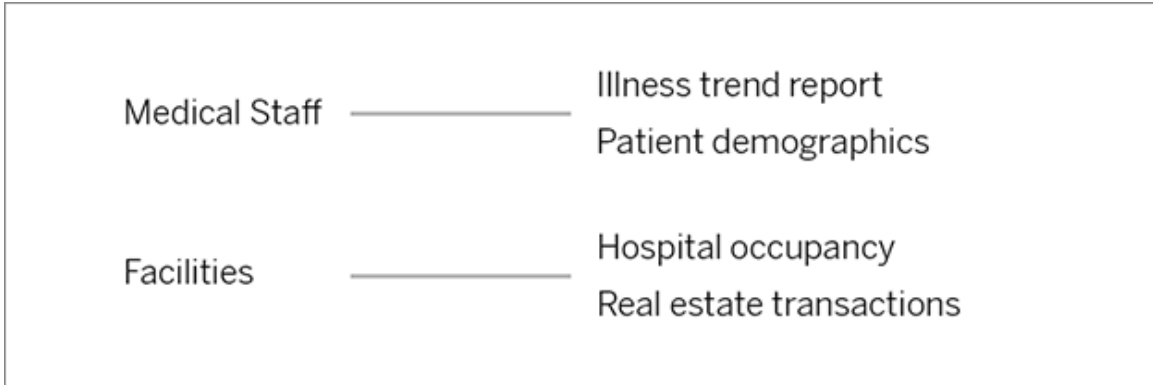 Medical Staff
Illness trend report
Patient demographics
Facilities
Hospital occupancy
Real estate transactions